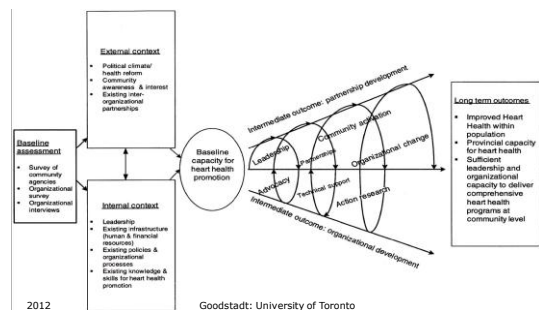 External context
• Political climate/
health reform
• Community
awareness & interest
• Existing inter-
organizational
partnerships
Baseline
assessment
• Survey of
community
agencies
• Organizational
survey
• Organizational
interviews
Internal context
• Leadership
• Existing infrastructure
(human & financial
resources)
• Existing policies &
organizational
processes
• Existing knowledge &
skills for heart health
promotion
Baseline
capacity for
heart health
promotion
Intermediate outcome: partnership development
Community activation
Leadership
Partnerships
Organizational change
Advocacy
Technical support
Action research
Intermediate outcome: organizational development
Long term outcomes
• Improved Heart
Health within
population
• Provincial capacity
for heart health
• Sufficient
leadership and
organizational
capacity to deliver
comprehensive
heart health
programs at
community level
2012
Goodstadt: University of Toronto